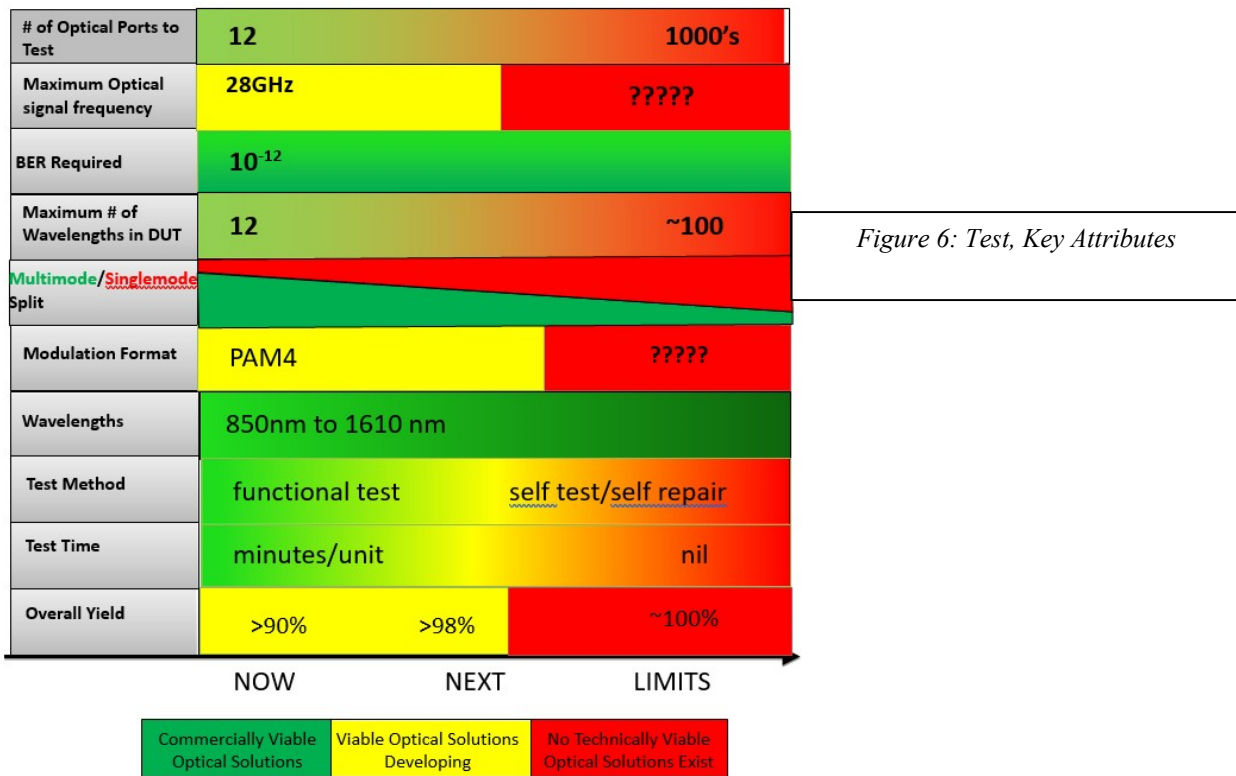 # of Optical Ports to
Test
12
1000's
Maximum Optical
signal frequency
28GHz
?????
BER Required
10⁻¹²
Maximum # of
Wavelengths in DUT
12
~100
Figure 6: Test, Key Attributes
Multimode/Singlemode
Split
Modulation Format
PAM4
?????
Wavelengths
850nm to 1610 nm
Test Method
functional test
self test/self repair
Test Time
minutes/unit
nil
Overall Yield
>90%
>98%
~100%
NOW
NEXT
LIMITS
Commercially Viable
Optical Solutions
Viable Optical Solutions
Developing
No Technically Viable
Optical Solutions Exist